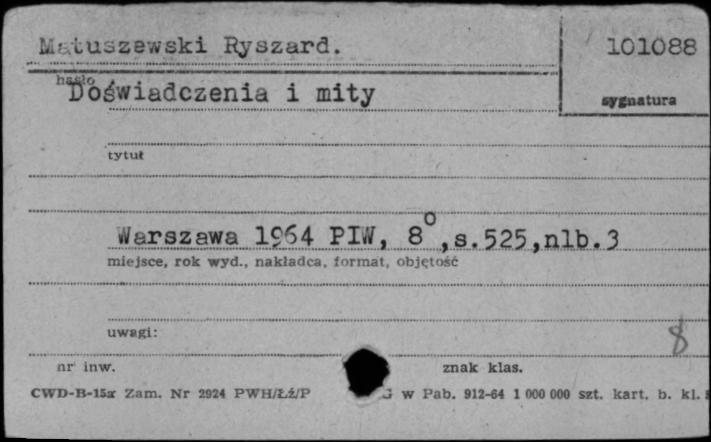 Matuszewski Ryszard. 101088
hasło
Doświadczenia i mity
sygnatura
tytuł
Warszawa 1964 PIW, 8°,s.525,nlb.3
miejsce, rok wyd., nakładca, format, objętość
uwagi:
8
nr inw. znak klas.
CWD-B-15a Zam. Nr 2924 PWH/Łź/P G w Pab. 912-64 1 000 000 szt. kart. b. kl.